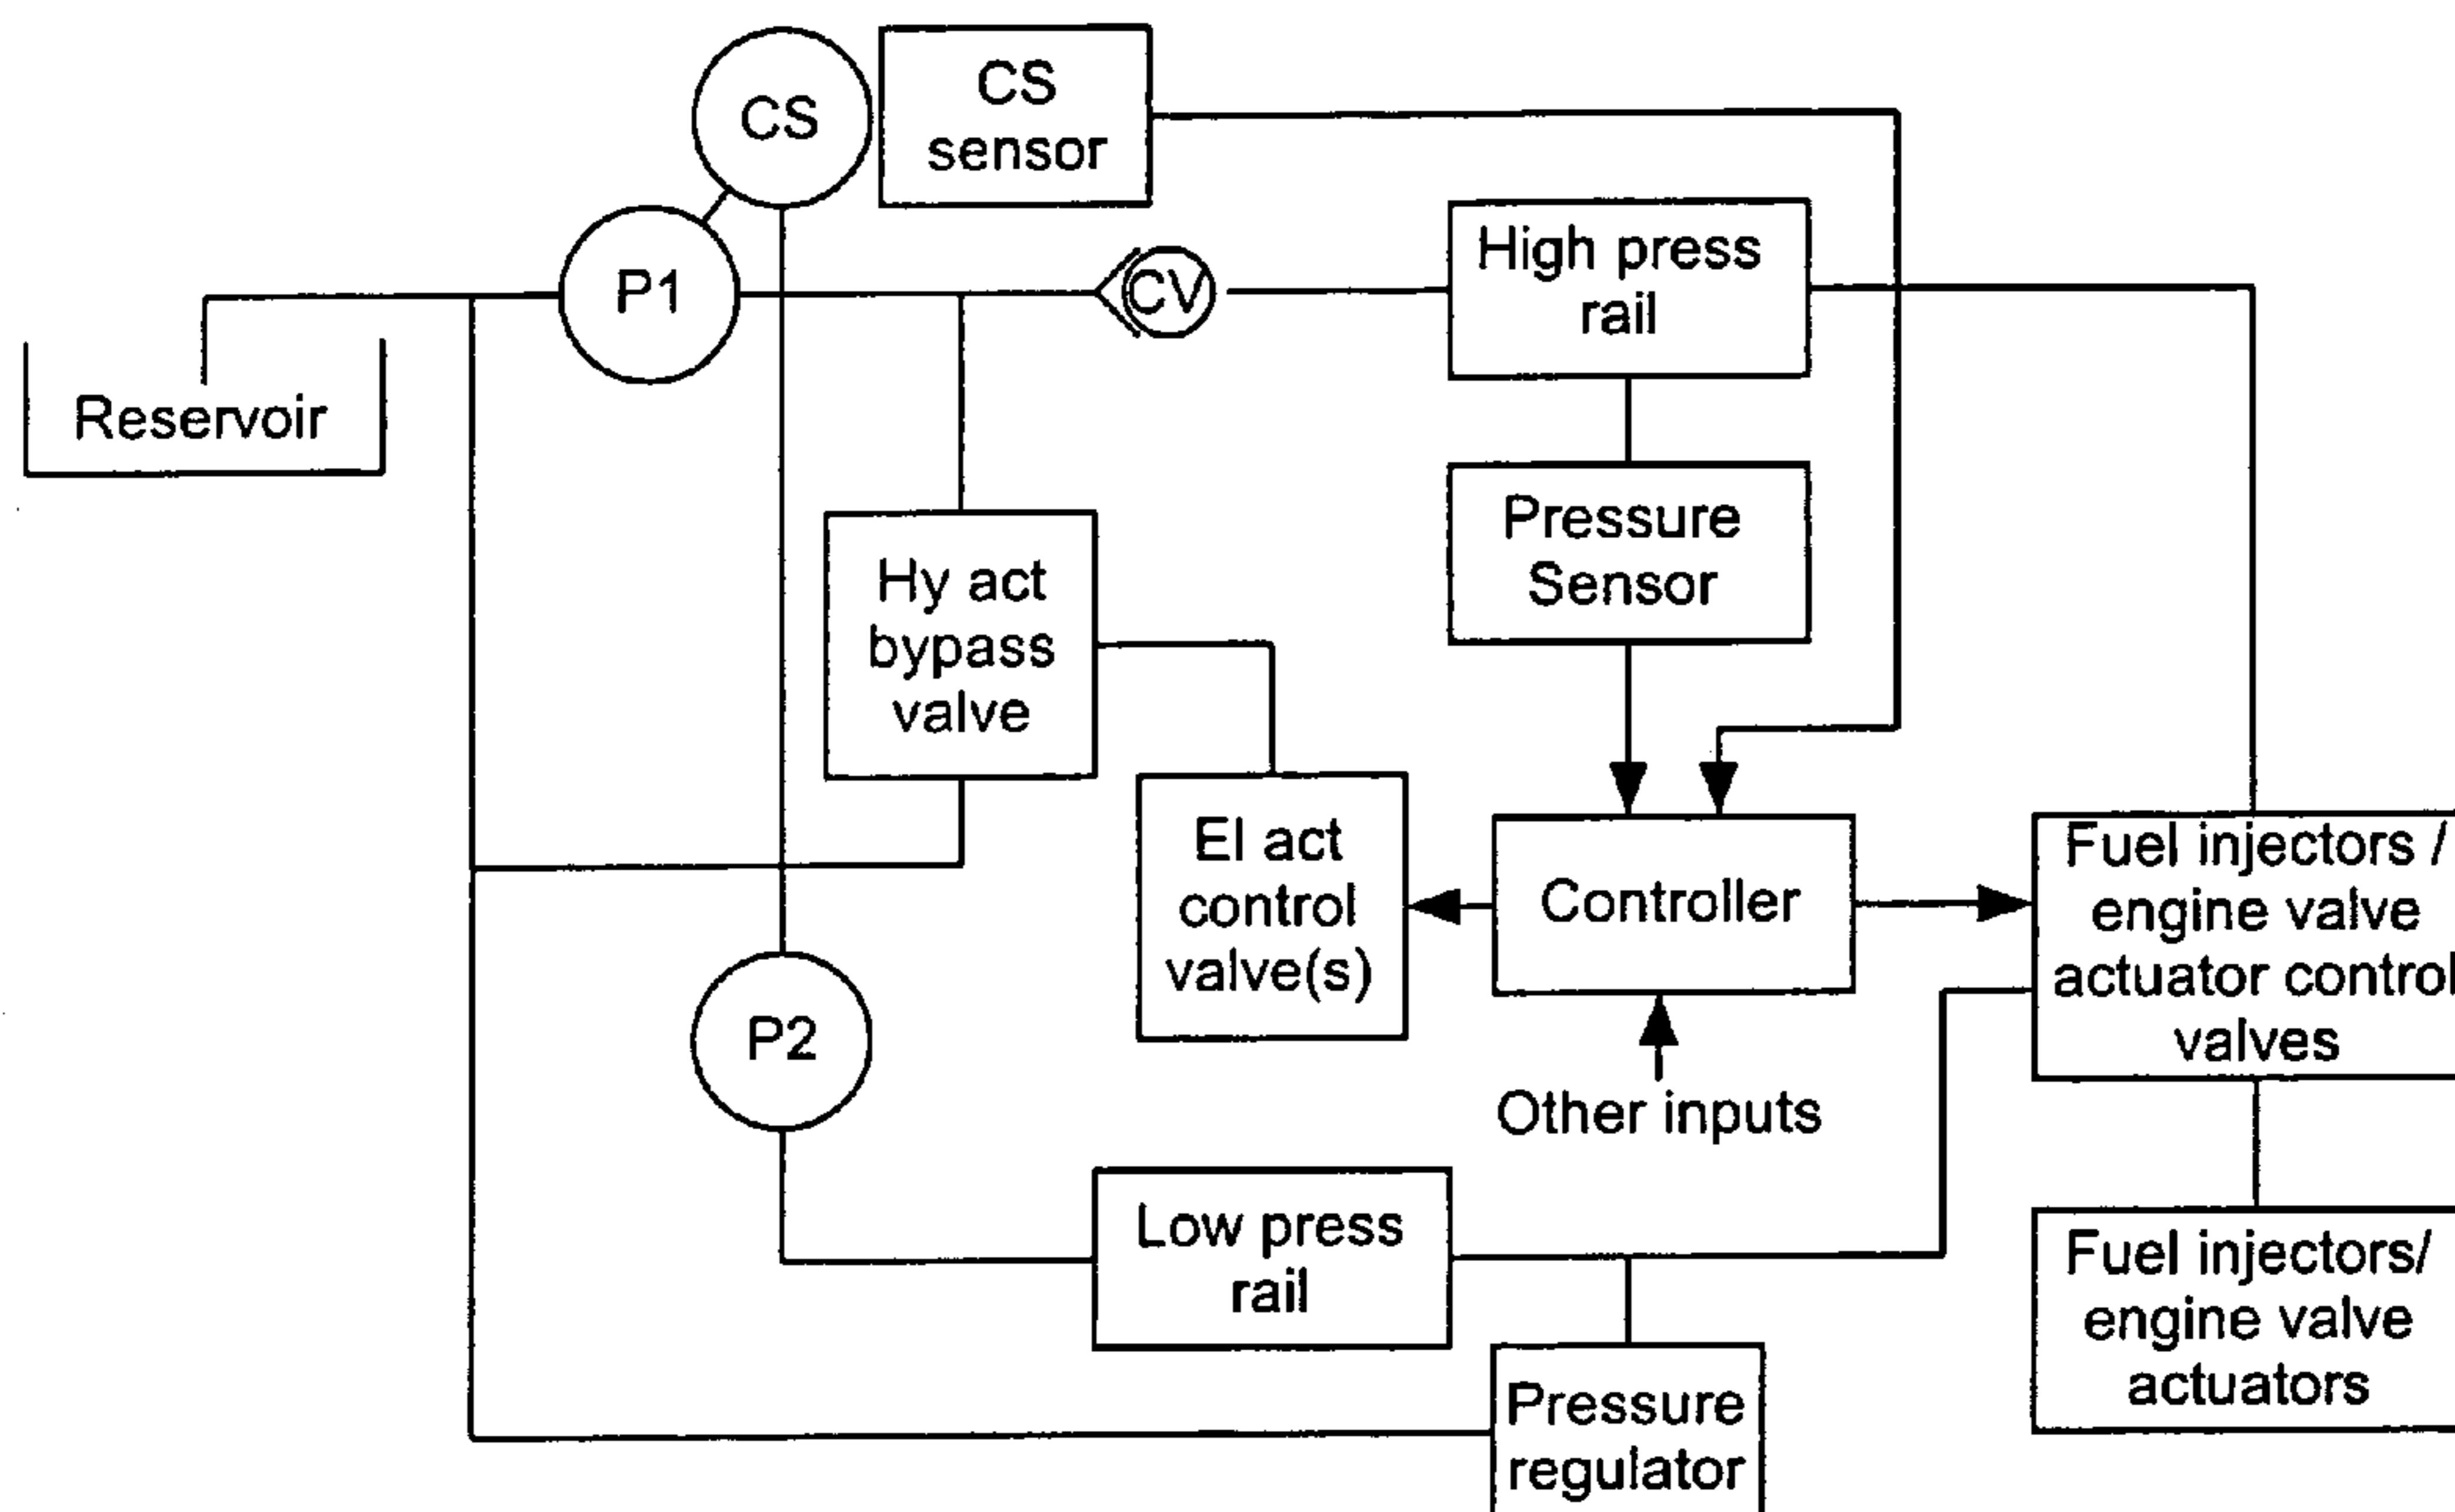 CS
CS
sensor
P1
CV
High press
rail
Reservoir
Pressure
Sensor
Hy act
bypass
valve
El act
control
valve(s)
Controller
Fuel injectors /
engine valve
actuator control
valves
P2
Other inputs
Low press
rail
Fuel injectors/
engine valve
actuators
Pressure
regulator